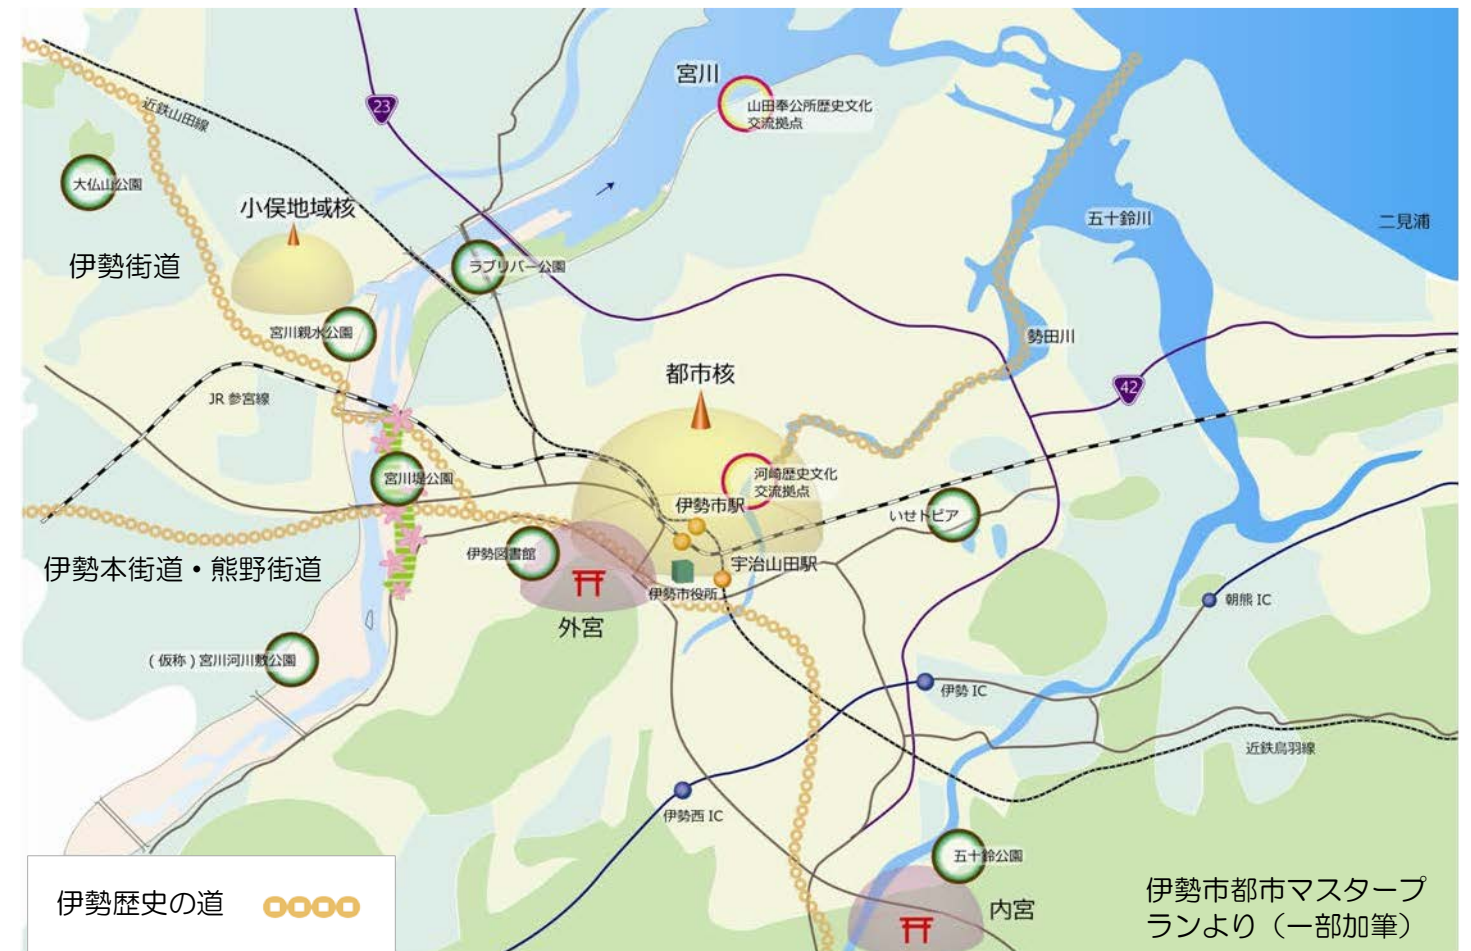 宮川
山田奉公所歴史文化
交流拠点
23
近鉄山田線
大仏山公園
小俣地域核
五十鈴川
二見浦
伊勢街道
ラブリバー公園
宮川親水公園
勢田川
都市核
42
JR 参宮線
河崎歴史文化
交流拠点
宮川堤公園
伊勢市駅
いせトピア
伊勢図書館
宇治山田駅
伊勢本街道・熊野街道
伊勢市役所
朝熊 IC
外宮
(仮称)宮川河川敷公園
伊勢 IC
近鉄鳥羽線
伊勢西 IC
五十鈴公園
伊勢歴史の道
内宮
伊勢市都市マスタープ
ランより（一部加筆）